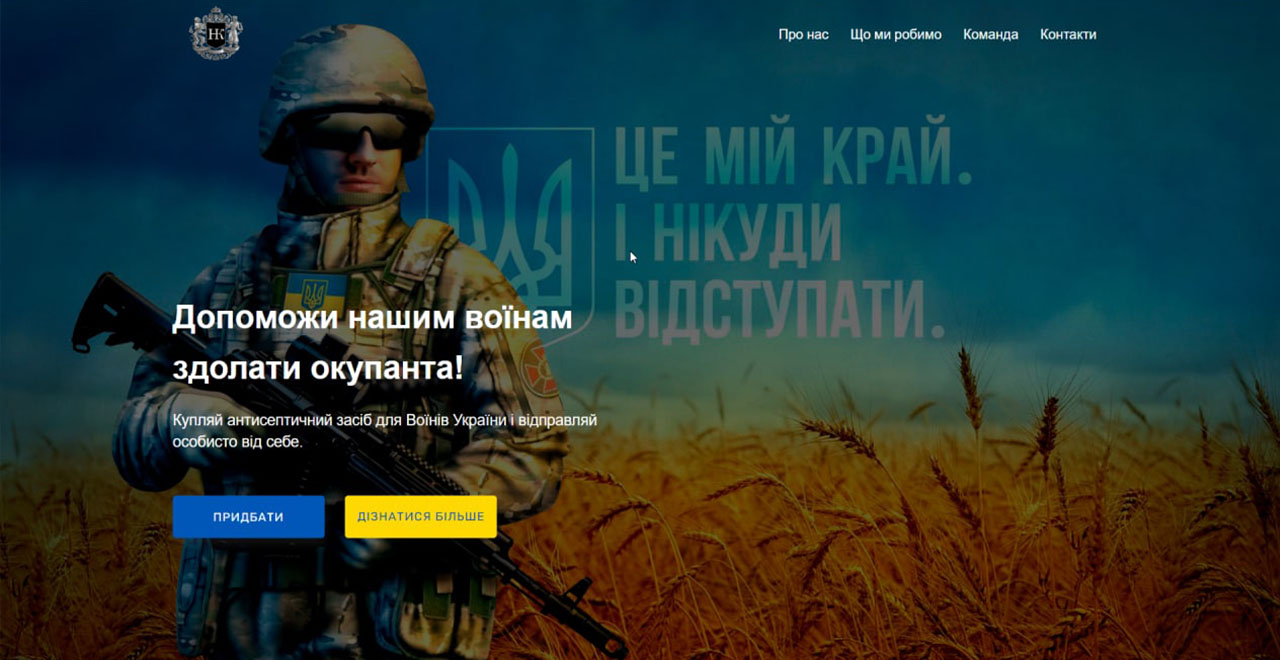 НК
Про нас
Що ми робимо
Команда
Контакти
ЦЕ МІЙ КРАЙ.
І НІКУДИ
ВІДСТУПАТИ.
Допоможи нашим воїнам
здолати окупанта!
Купляй антисептичний засіб для Воїнів України і відправляй
особисто від себе.
ПРИДБАТИ
ДІЗНАТИСЯ БІЛЬШЕ